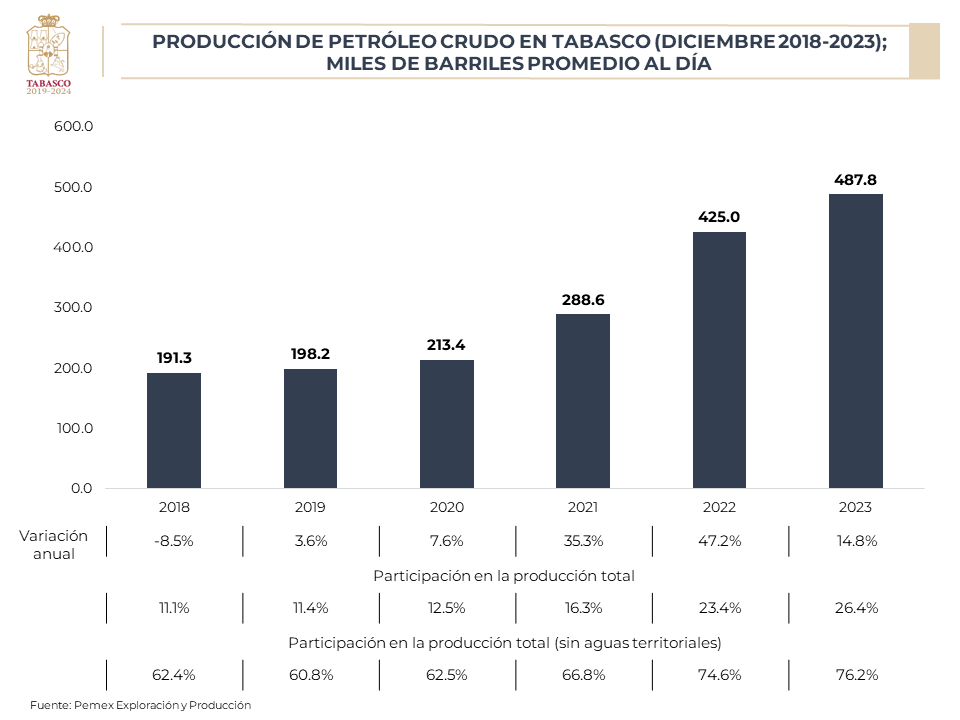 PRODUCCIÓN DE PETRÓLEO CRUDO EN TABASCO (DICIEMBRE 2018-2023);
MILES DE BARRILES PROMEDIO AL DÍA
TABASCO
2019-2024
600.0
500.0
400.0
300.0
200.0
100.0
0.0
191.3
198.2
213.4
288.6
425.0
487.8
2018 2019 2020 2021 2022 2023
Variación
anual
-8.5% 3.6% 7.6% 35.3% 47.2% 14.8%
Participación en la producción total
11.1% 11.4% 12.5% 16.3% 23.4% 26.4%
Participación en la producción total (sin aguas territoriales)
62.4% 60.8% 62.5% 66.8% 74.6% 76.2%
Fuente: Pemex Exploración y Producción